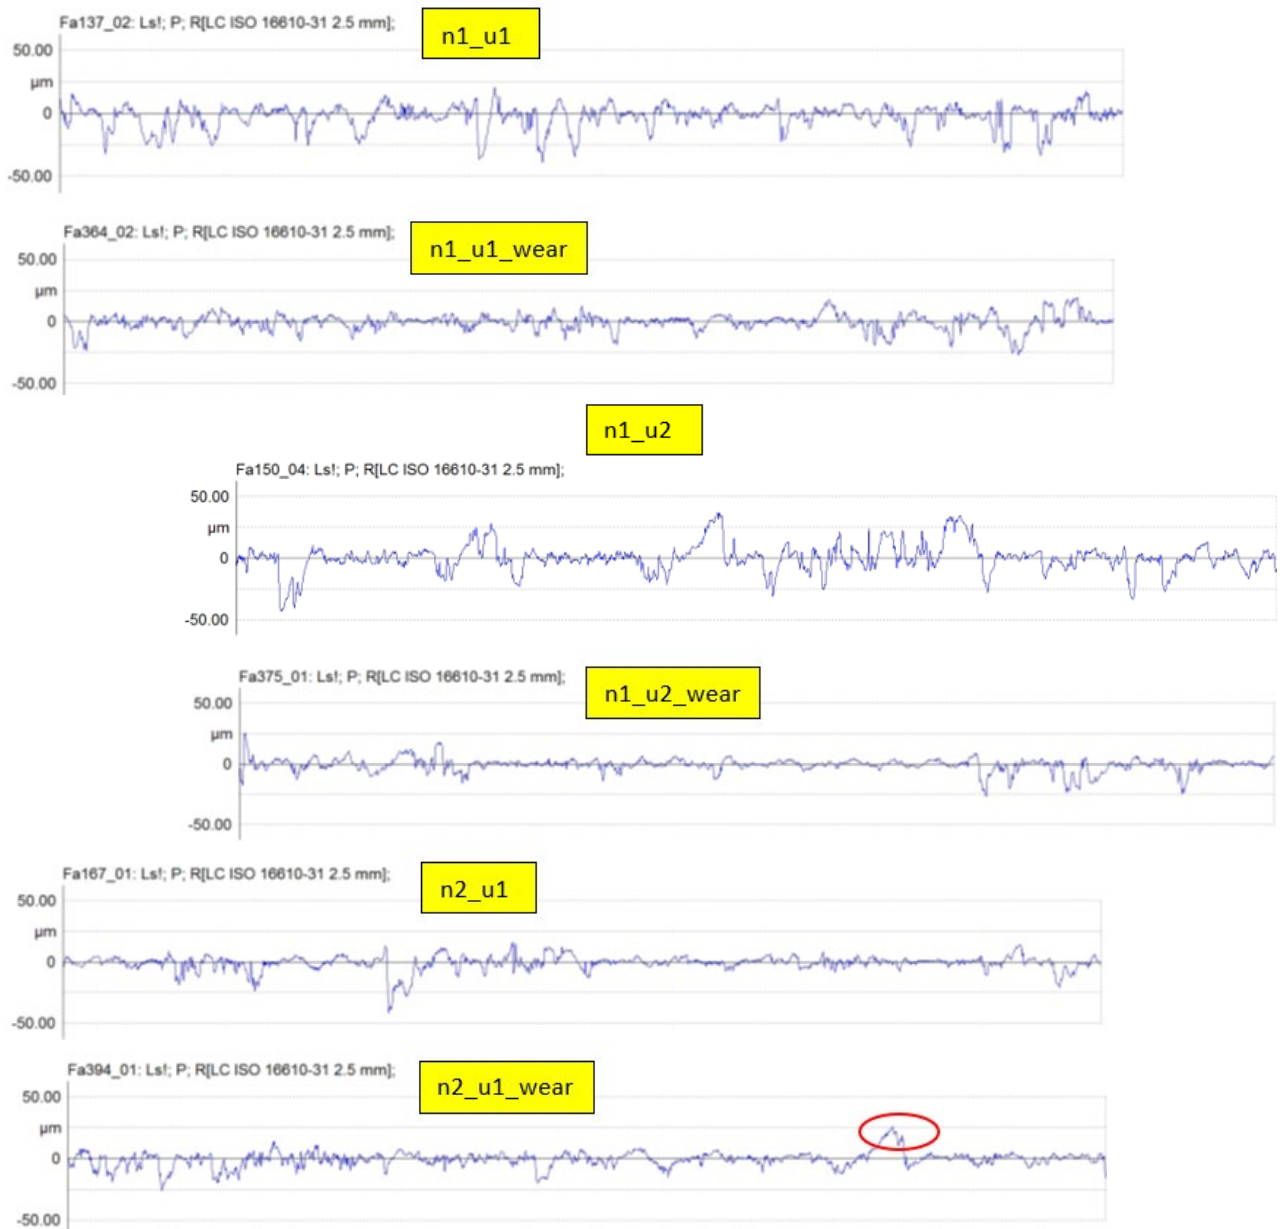 Fa137_02: Ls!; P; R[LC ISO 16610-31 2.5 mm];
n1_u1
50.00
µm
0
-50.00
Fa364_02: Ls!; P; R[LC ISO 16610-31 2.5 mm];
n1_u1_wear
50.00
µm
0
-50.00
n1_u2
Fa150_04: Ls!; P; R[LC ISO 16610-31 2.5 mm];
50.00
µm
0
-50.00
Fa375_01: Ls!; P; R[LC ISO 16610-31 2.5 mm];
n1_u2_wear
50.00
µm
0
-50.00
Fa167_01: Ls!; P; R[LC ISO 16610-31 2.5 mm];
n2_u1
50.00
µm
0
-50.00
Fa394_01: Ls!; P; R[LC ISO 16610-31 2.5 mm];
n2_u1_wear
50.00
µm
0
-50.00